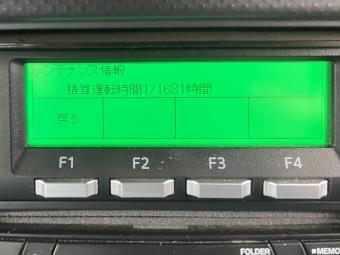 メンテナンス情報
積算運転時間1/1681時間
戻る
F1 F2 F3 F4
FOLDER ■MEMO